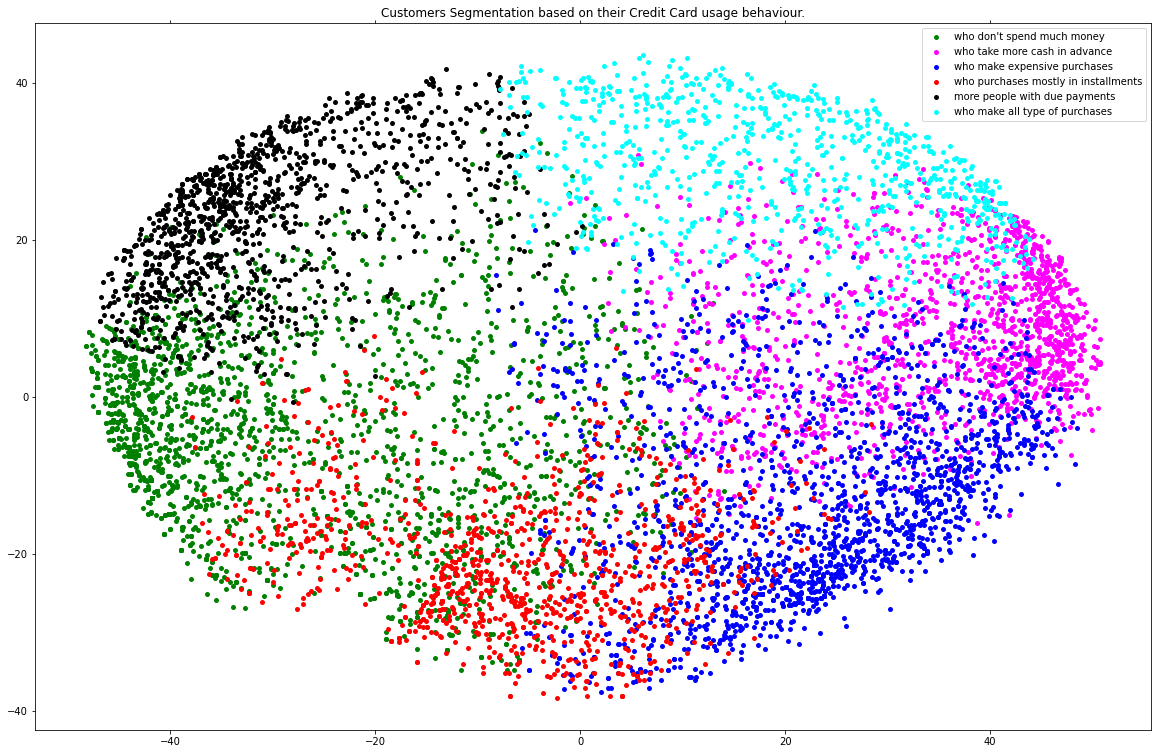 Customers Segmentation based on their Credit Card usage behaviour.
who don't spend much money
who take more cash in advance
who make expensive purchases
who purchases mostly in installments
more people with due payments
who make all type of purchases
40
20
0
−20
−40
−40
−20
0
20
40